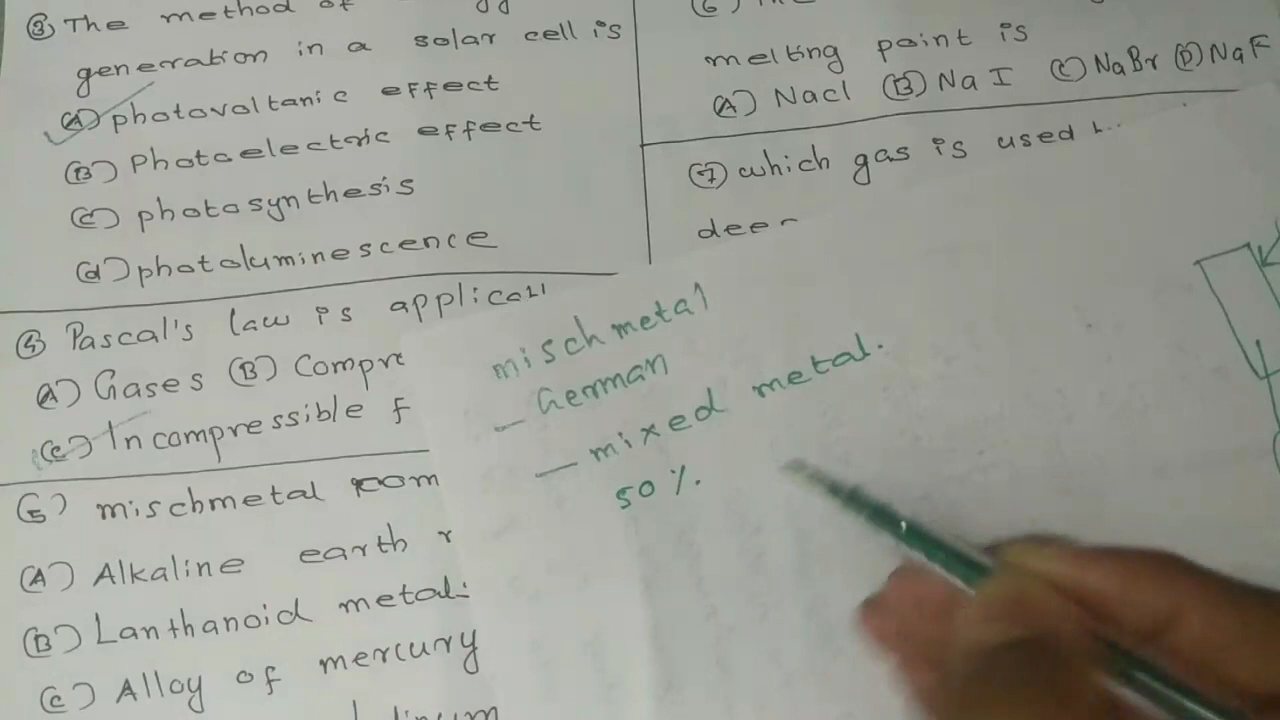 ③ The method of
generation in a solar cell is
(A) photovoltanic effect
(B) Photoelectric effect
(C) photosynthesis
(d) photoluminescence
④ Pascal's law is
(A) Gases (B)
(C) Incompressible
(5) mischmetal
(A) Alkaline earth
(B) Lanthanoid metal
(C) Alloy of mercury
(6)
melting point is
(A) Nacl (B) Na I (C) NaBr (D) NaF
(7) which gas is used
mischmetal
- German
- mixed metal.
50 %.